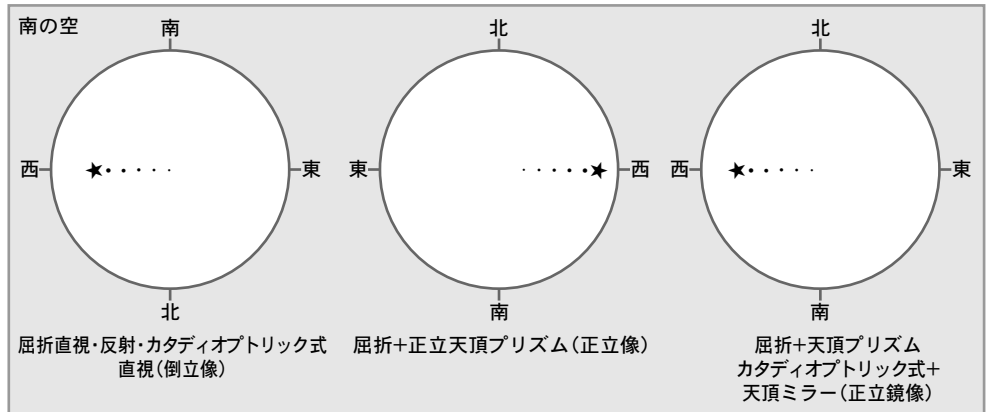 南の空
南
西
東
北
屈折直視・反射・カタディオプトリック式
直視(倒立像)
北
東
西
南
屈折+正立天頂プリズム(正立像)
北
西
東
南
屈折+天頂プリズム
カタディオプトリック式+
天頂ミラー(正立鏡像)